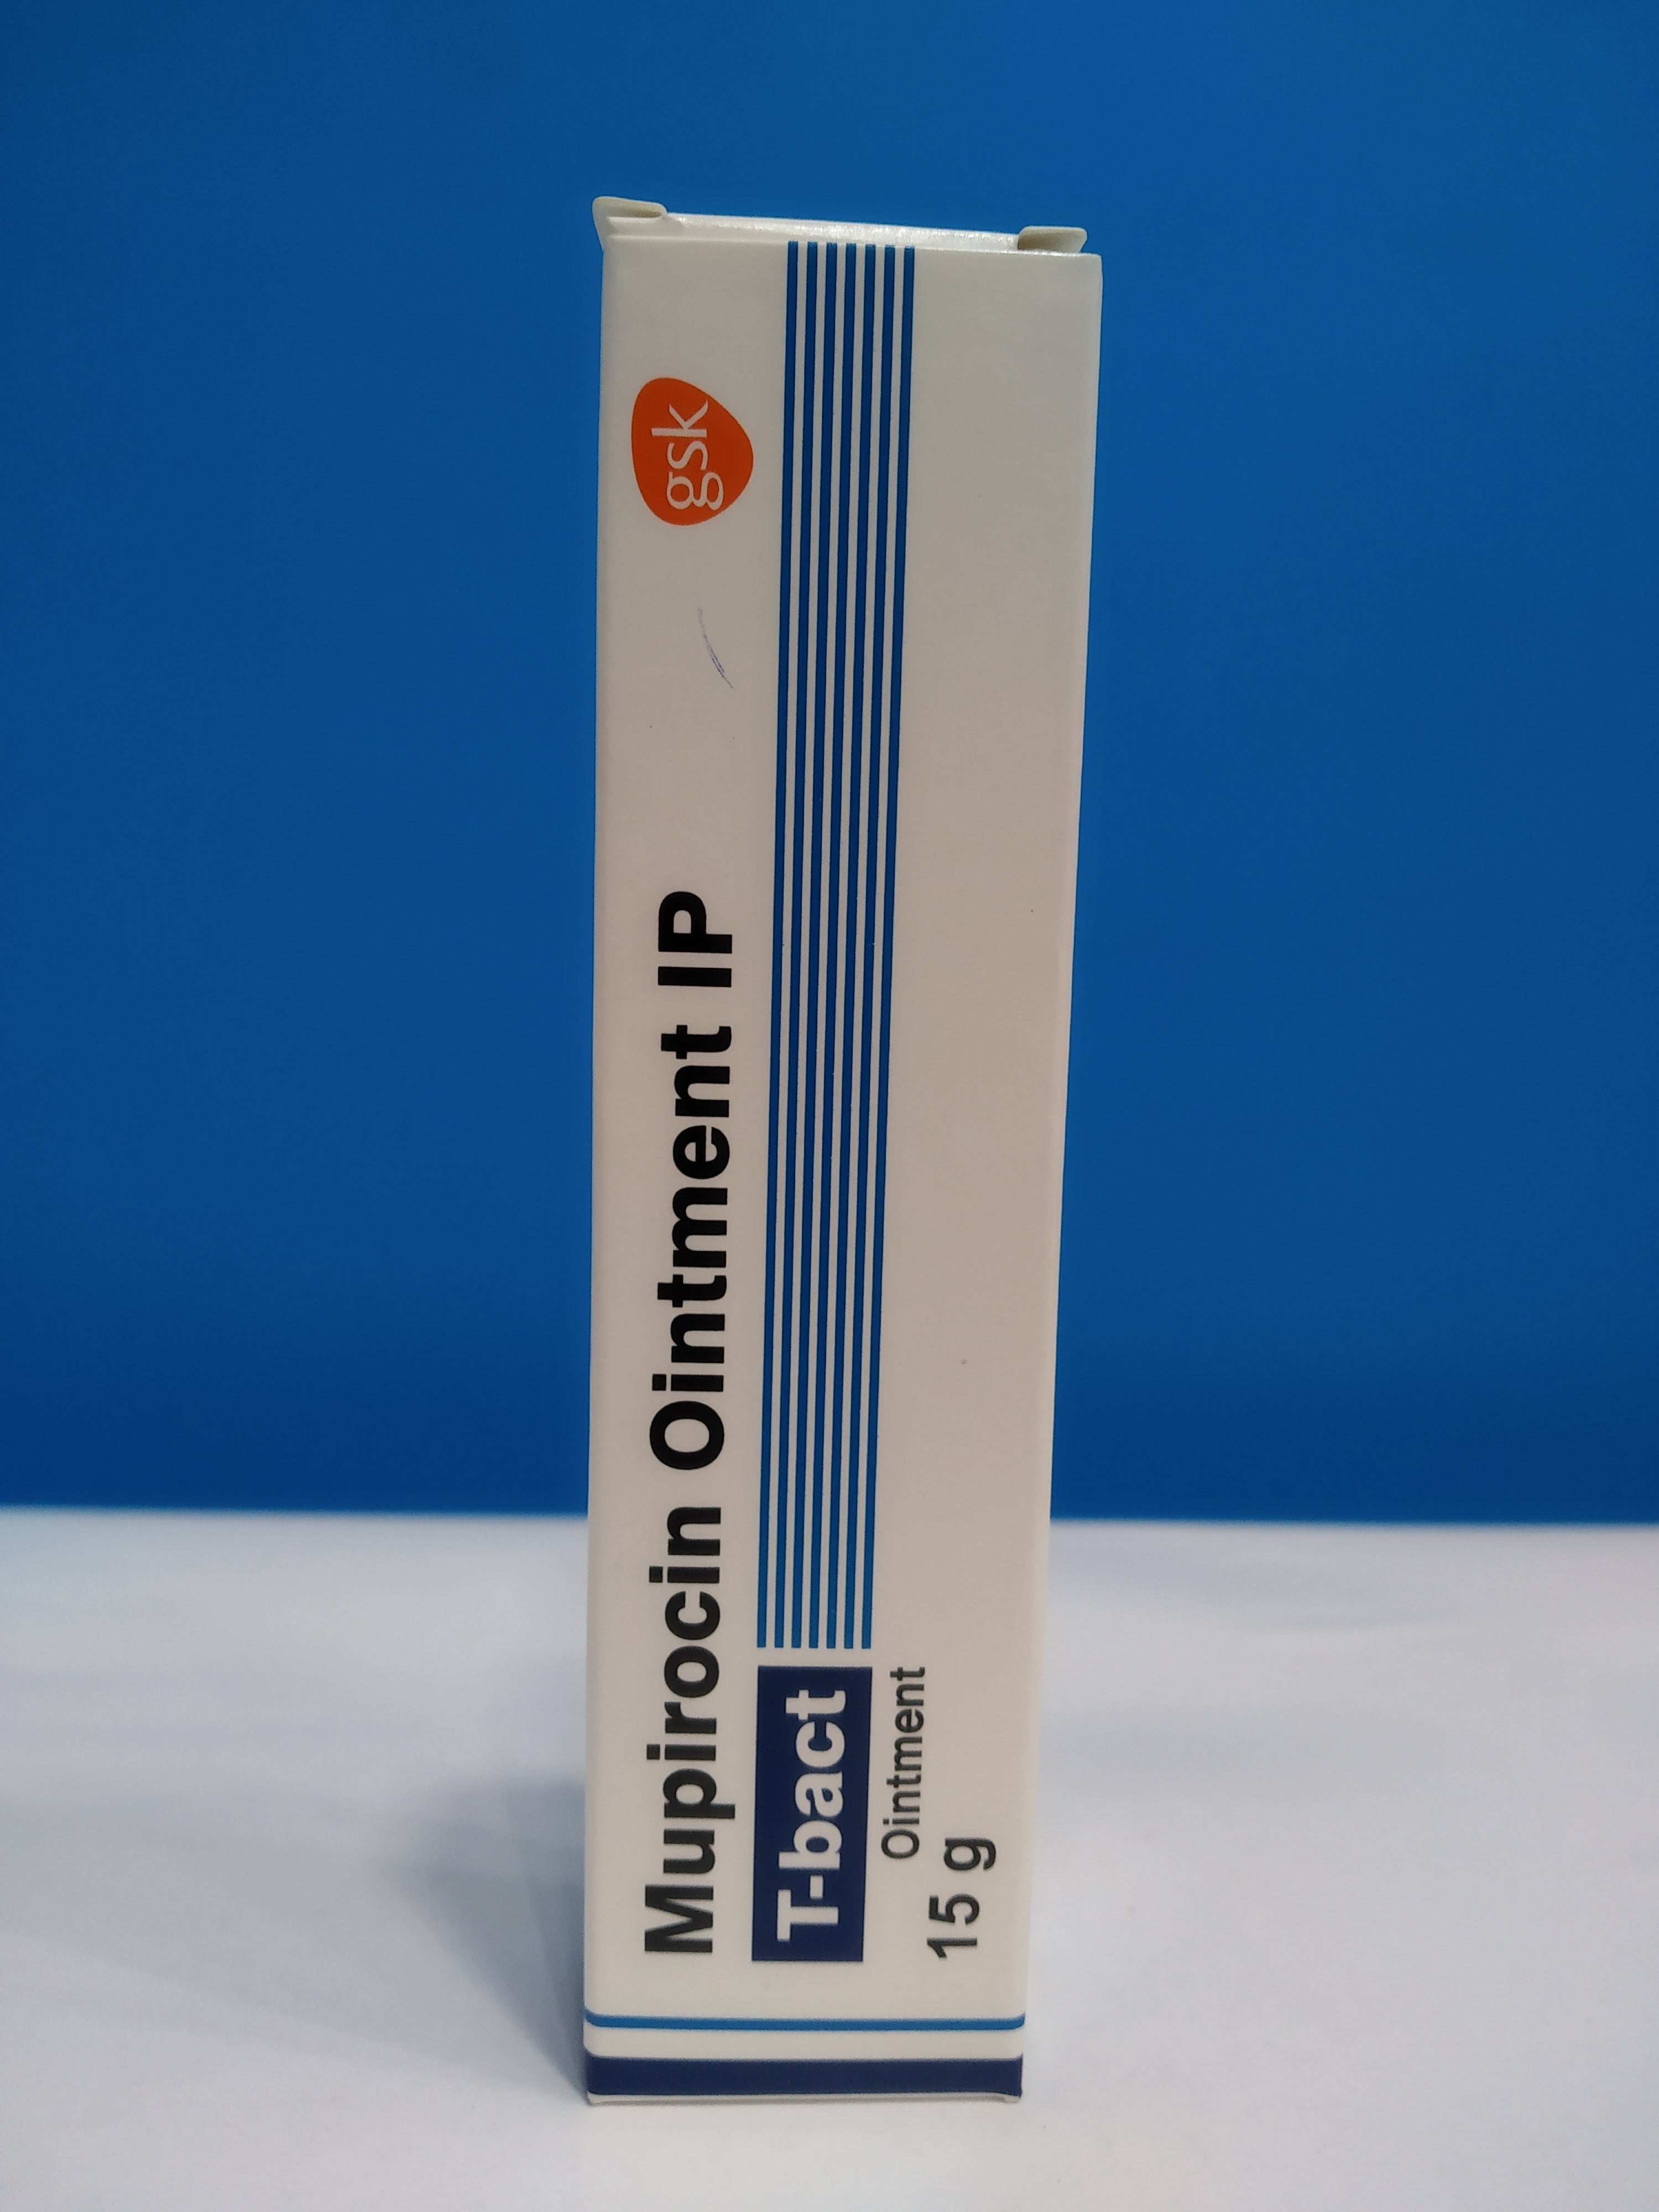 gsk
Mupirocin Ointment IP
T-bact
Ointment
15 g